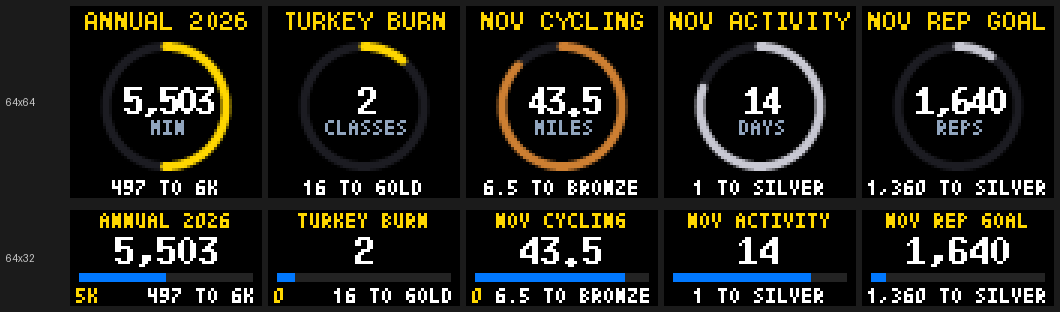 ANNUAL 2026
TURKEY BURN
NOV CYCLING
NOV ACTIVITY
NOV REP GOAL
64x64
5,503
MIN
2
CLASSES
43.5
MILES
14
DAYS
1,640
REPS
497 TO 6K
16 TO GOLD
6.5 TO BRONZE
1 TO SILVER
1,360 TO SILVER
64x32
ANNUAL 2026
TURKEY BURN
NOV CYCLING
NOV ACTIVITY
NOV REP GOAL
5,503
2
43.5
14
1,640
5K 497 TO 6K
0 16 TO GOLD
0 6.5 TO BRONZE
1 TO SILVER
1,360 TO SILVER